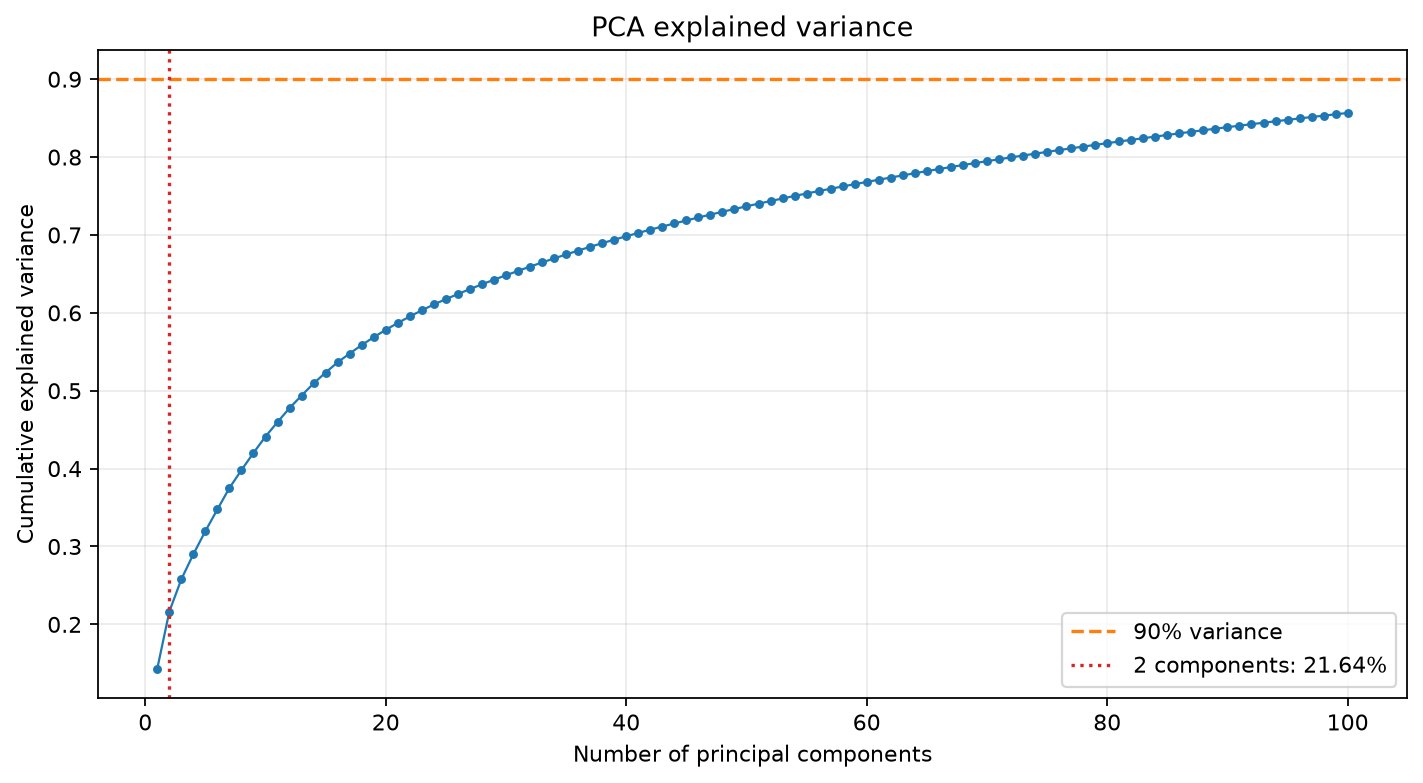 PCA explained variance
Cumulative explained variance
0.9
0.8
0.7
0.6
0.5
0.4
0.3
0.2
90% variance
2 components: 21.64%
0 20 40 60 80 100
Number of principal components